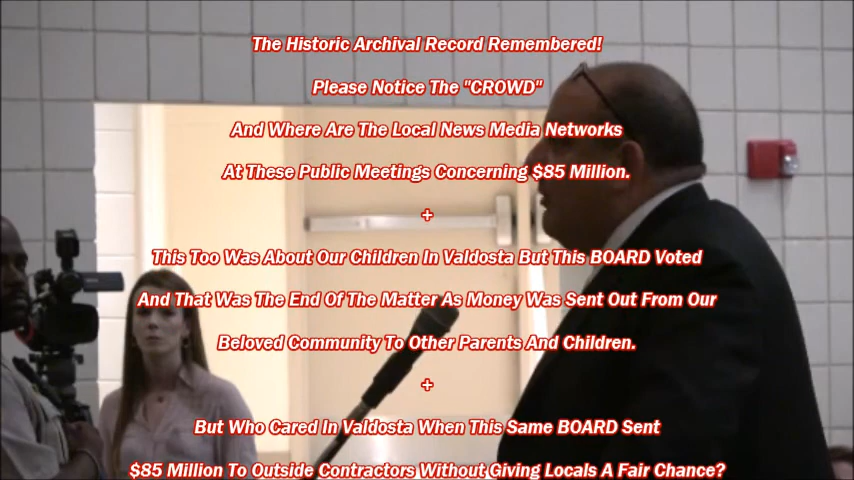 The Historic Archival Record Remembered!
Please Notice The "CROWD"
And Where Are The Local News Media Networks
At These Public Meetings Concerning $85 Million.
+
This Too Was About Our Children In Valdosta But This BOARD Voted
And That Was The End Of The Matter As Money Was Sent Out From Our
Beloved Community To Other Parents And Children.
+
But Who Cared In Valdosta When This Same BOARD Sent
$85 Million To Outside Contractors Without Giving Locals A Fair Chance?